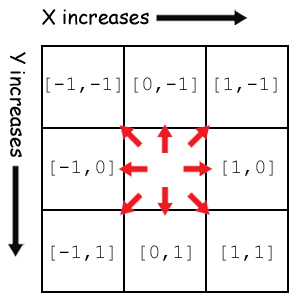 X increases
Y increases
[-1,-1] [0,-1] [1,-1]
[-1,0] [1,0]
[-1,1] [0,1] [1,1]